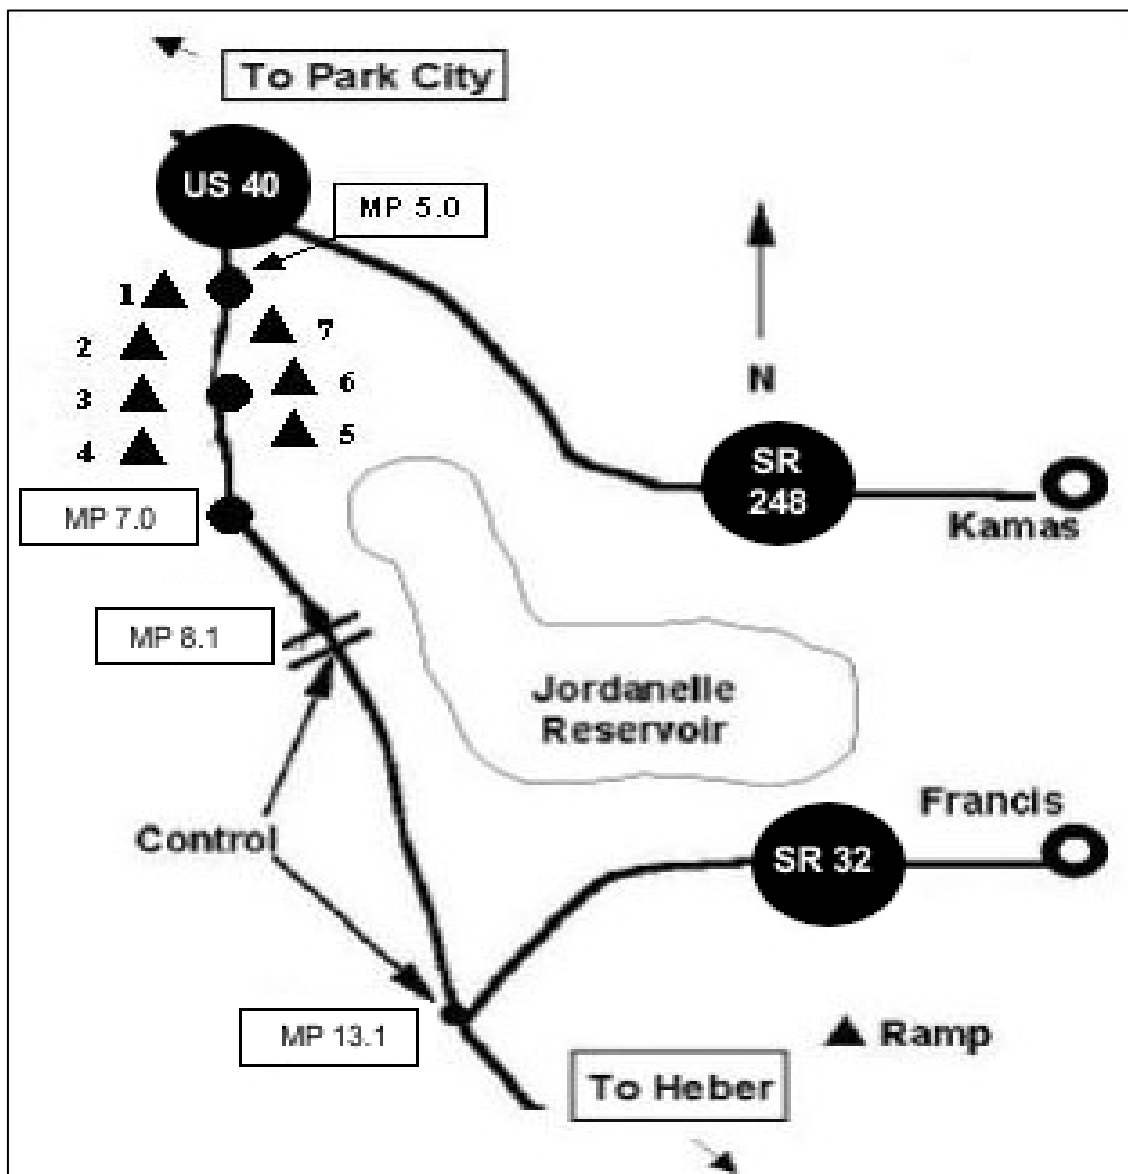 To Park City
US 40
MP 5.0
1
7
2
6
3
5
4
N
SR
248
MP 7.0
Kamas
MP 8.1
Jordanelle
Reservoir
Francis
Control
SR 32
MP 13.1
Ramp
To Heber